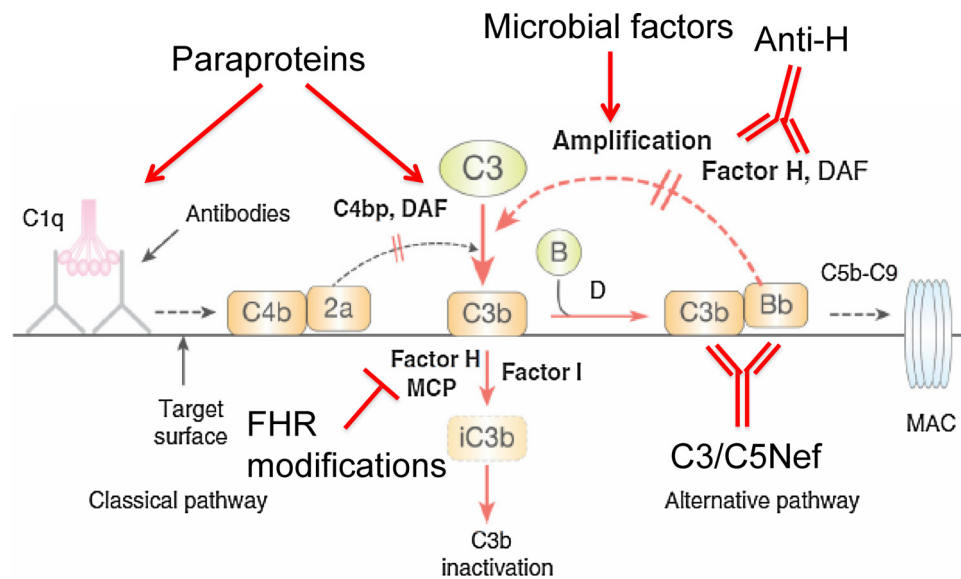 Microbial factors
Anti-H
Paraproteins
Amplification
C3
Factor H, DAF
C4bp, DAF
C1q
Antibodies
B
C5b-C9
D
C4b
2a
C3b
C3b
Bb
Factor H
MCP
Factor I
Target
surface
FHR
modifications
iC3b
C3/C5Nef
MAC
Classical pathway
Alternative pathway
C3b
inactivation